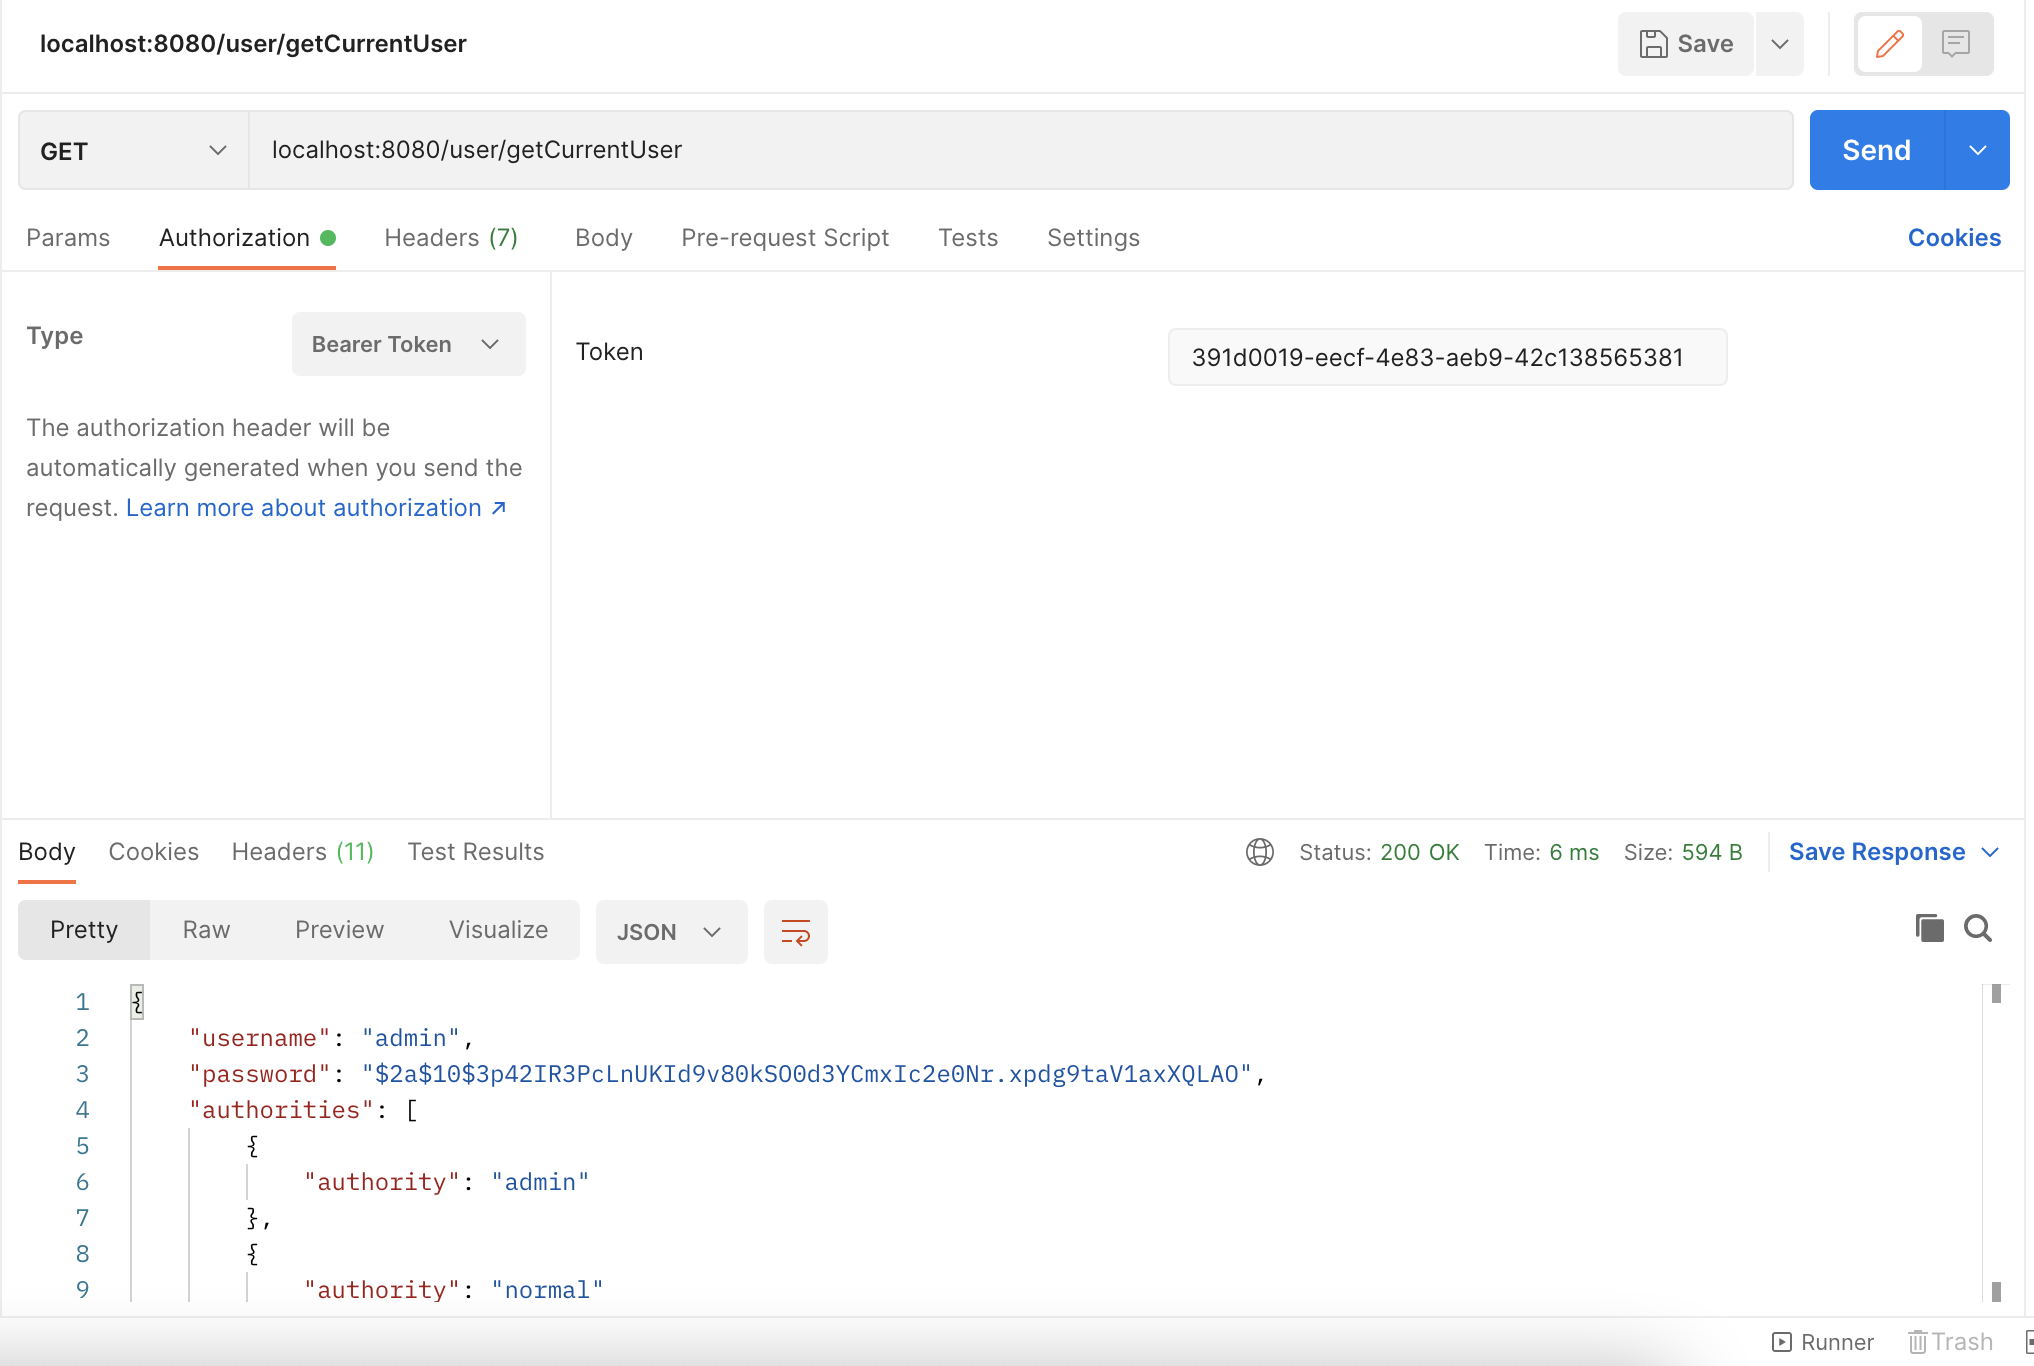 localhost:8080/user/getCurrentUser
Save
GET
localhost:8080/user/getCurrentUser
Send
Params
Authorization
Headers (7)
Body
Pre-request Script
Tests
Settings
Cookies
Type
Bearer Token
The authorization header will be
automatically generated when you send the
request. Learn more about authorization ↗
Token
391d0019-eecf-4e83-aeb9-42c138565381
Body
Cookies
Headers (11)
Test Results
Status: 200 OK
Time: 6 ms
Size: 594 B
Save Response
Pretty
Raw
Preview
Visualize
JSON
1 {
2 "username": "admin",
3 "password": "$2a$10$3p42IR3PcLnUKId9v80kSO0d3YCmxIc2e0Nr.xpdg9taV1axXQLAO",
4 "authorities": [
5 {
6 "authority": "admin"
7 },
8 {
9 "authority": "normal"
Runner
Trash